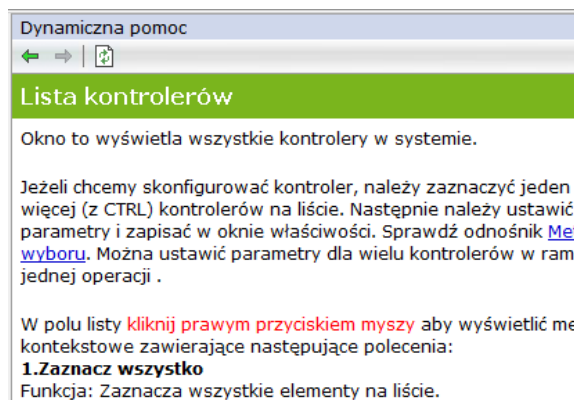 Dynamiczna pomoc
Lista kontrolerów
Okno to wyświetla wszystkie kontrolery w systemie.
Jeżeli chcemy skonfigurować kontroler, należy zaznaczyć jeden
więcej (z CTRL) kontrolerów na liście. Następnie należy ustawić
parametry i zapisać w oknie właściwości. Sprawdź odnośnik
wyboru. Można ustawić parametry dla wielu kontrolerów w ram
jednej operacji .
W polu listy kliknij prawym przyciskiem myszy aby wyświetlić me
kontekstowe zawierające następujące polecenia:
1.Zaznacz wszystko
Funkcja: Zaznacza wszystkie elementy na liście.